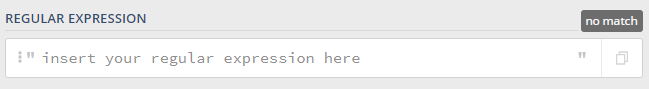 REGULAR EXPRESSION
no match
" insert your regular expression here "